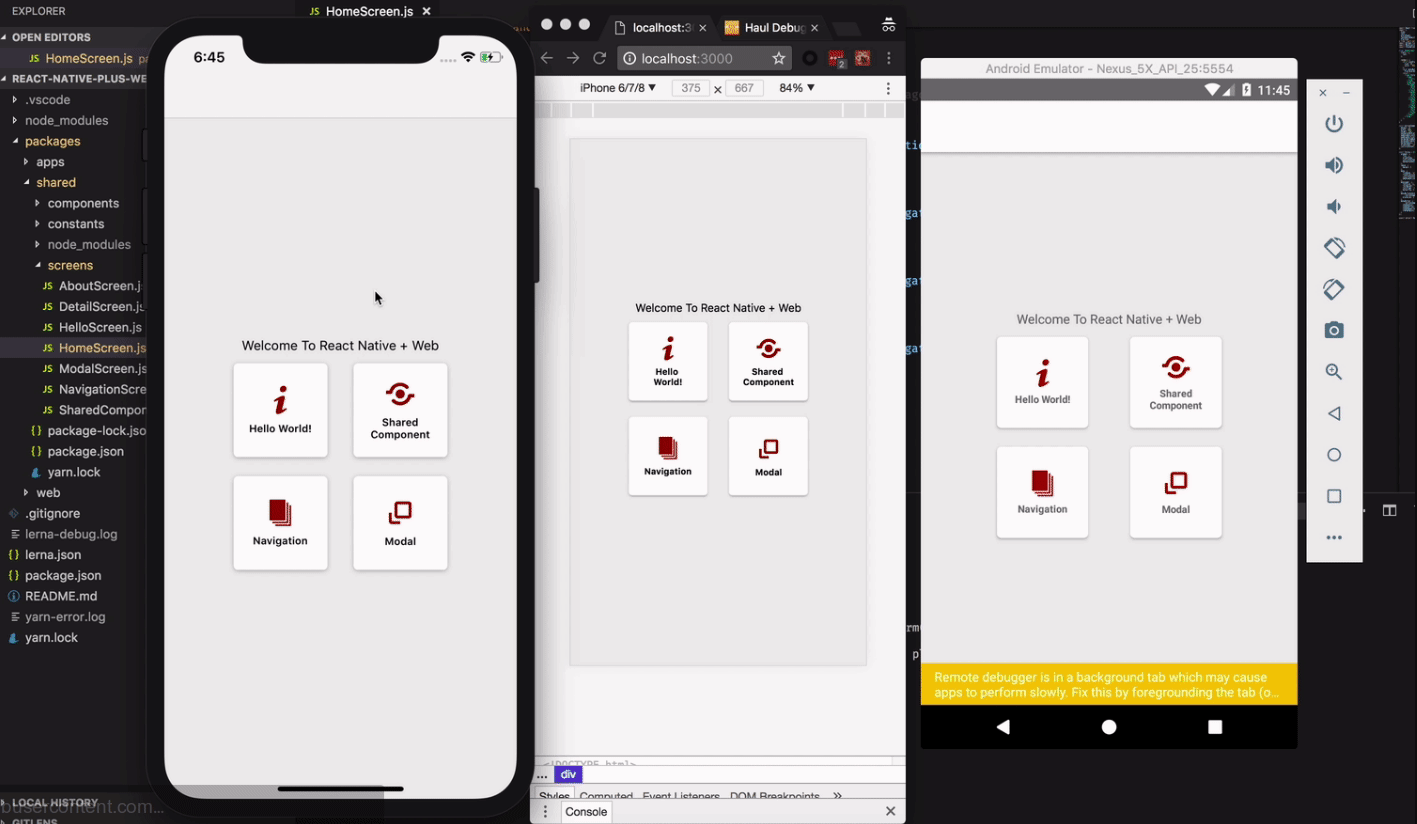 EXPLORER
OPEN EDITORS
JS HomeScreen.js
REACT-NATIVE-PLUS-WE
.vscode
node_modules
packages
apps
shared
components
constants
node_modules
screens
JS AboutScreen.j
JS DetailScreen.js
JS HelloScreen.js
JS HomeScreen.js
JS ModalScreen.js
JS NavigationScre
JS SharedCompor
{} package-lock.jso
{} package.json
yarn.lock
web
.gitignore
lerna-debug.log
{} lerna.json
{} package.json
README.md
yarn-error.log
yarn.lock
LOCAL HISTORY
busercontent.com...
GITLENS
JS HomeScreen.js ×
6:45
Welcome To React Native + Web
Hello World!
Shared
Component
Navigation
Modal
localhost:3 ×
Haul Debug ×
localhost:3000
2
iPhone 6/7/8 ▼ 375 × 667 84% ▼
Welcome To React Native + Web
Hello
World!
Shared
Component
Navigation
Modal
<!DOCTYPE html>
... div
Styles Computed Event Listeners DOM Breakpoints »
Console
Android Emulator - Nexus_5X_API_25:5554
11:45
Welcome To React Native + Web
Hello World!
Shared
Component
Navigation
Modal
Remote debugger is in a background tab which may cause
apps to perform slowly. Fix this by foregrounding the tab (o...